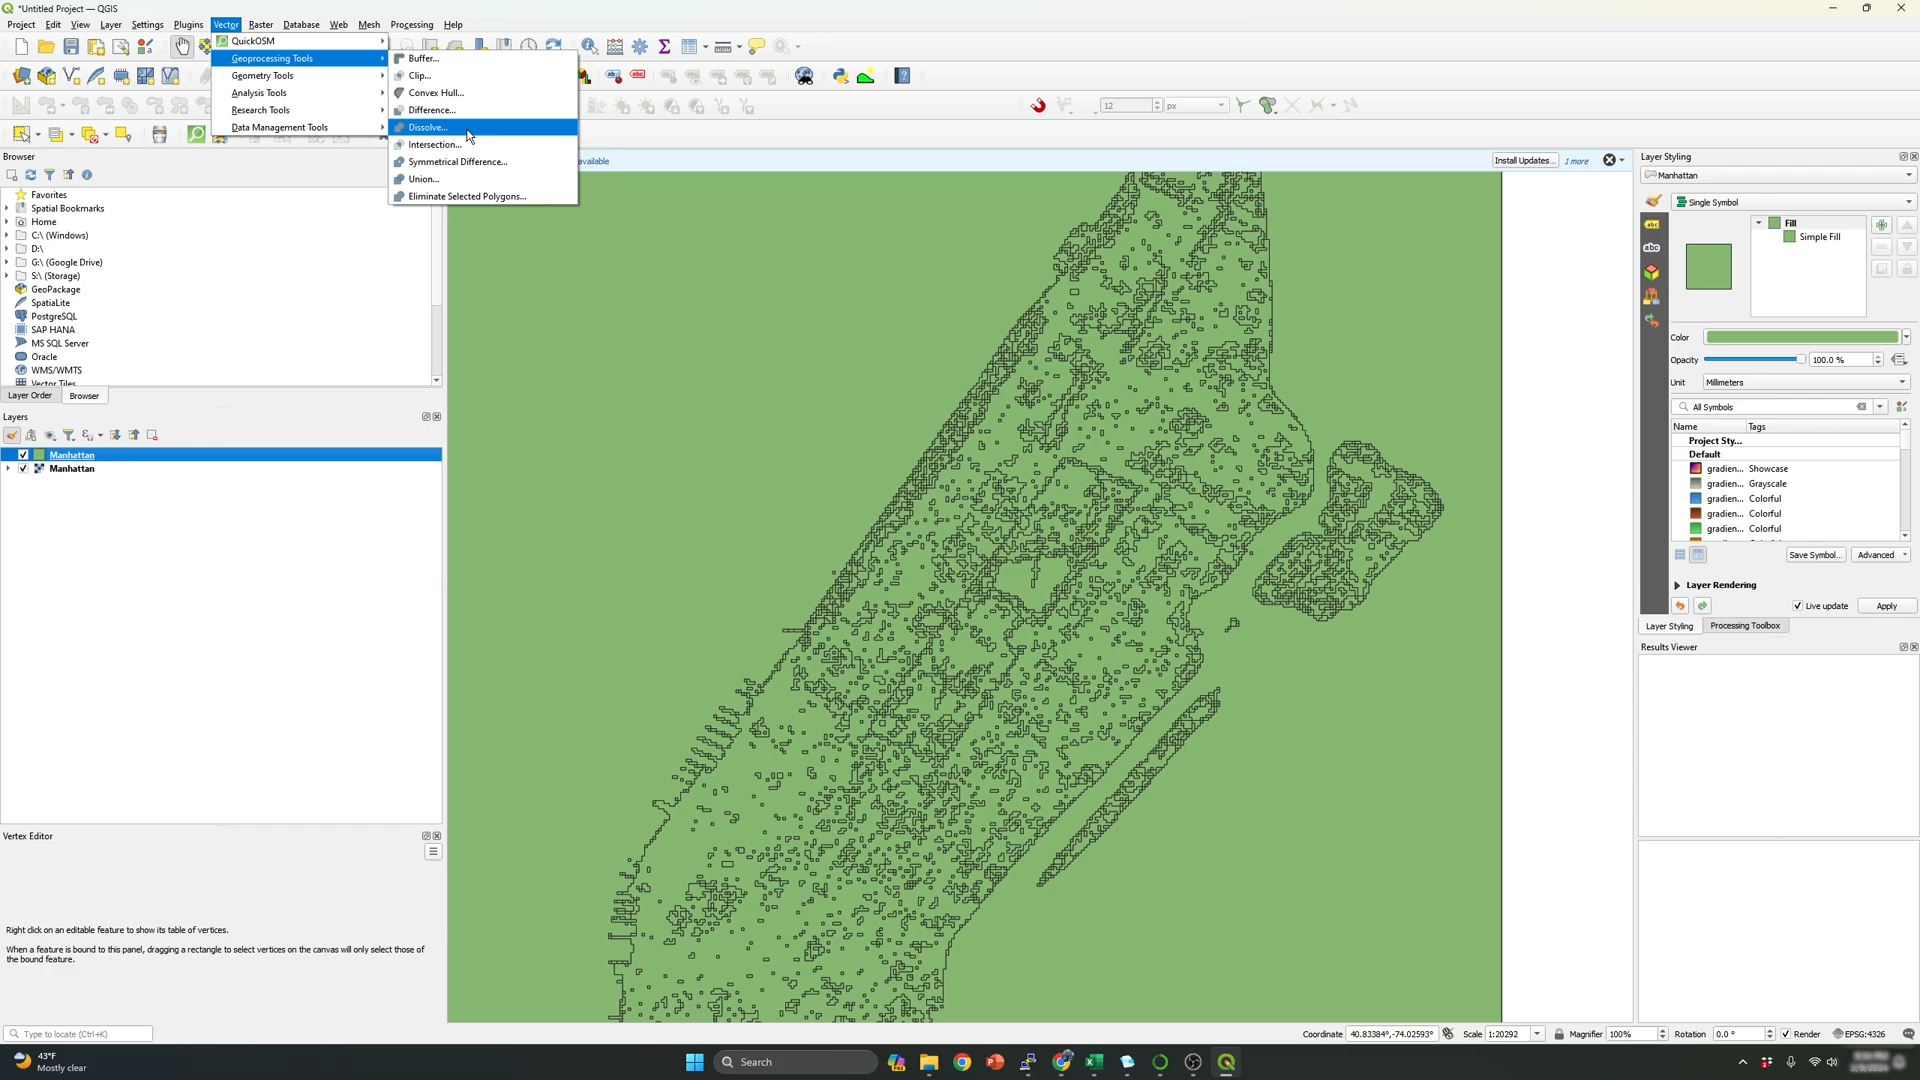 *Untitled Project — QGIS
Project Edit View Layer Settings Plugins Vector Raster Database Web Mesh Processing Help
QuickOSM
Geoprocessing Tools
Geometry Tools
Analysis Tools
Research Tools
Data Management Tools
Buffer...
Clip...
Convex Hull...
Difference...
Dissolve...
Intersection...
Symmetrical Difference...
Union...
Eliminate Selected Polygons...
12 px
available
Install Updates... 1 more
Browser
Favorites
Spatial Bookmarks
Home
C:\ (Windows)
D:\
G:\ (Google Drive)
S:\ (Storage)
GeoPackage
SpatiaLite
PostgreSQL
SAP HANA
MS SQL Server
Oracle
WMS/WMTS
Vector Tiles
Layer Order Browser
Layers
Manhattan
Manhattan
Vertex Editor
Right click on an editable feature to show its table of vertices.
When a feature is bound to this panel, dragging a rectangle to select vertices on the canvas will only select those of
the bound feature.
Layer Styling
Manhattan
abc
abc
Single Symbol
Fill
Simple Fill
Color
Opacity 100.0 %
Unit Millimeters
All Symbols
Name Tags
Project Sty...
Default
gradien... Showcase
gradien... Grayscale
gradien... Colorful
gradien... Colorful
gradien... Colorful
Save Symbol... Advanced
Layer Rendering
Live update Apply
Layer Styling Processing Toolbox
Results Viewer
Type to locate (Ctrl+K)
Coordinate 40.83384°,-74.02593° Scale 1:20292 Magnifier 100% Rotation 0.0 ° Render EPSG:4326
43°F
Mostly clear
Search